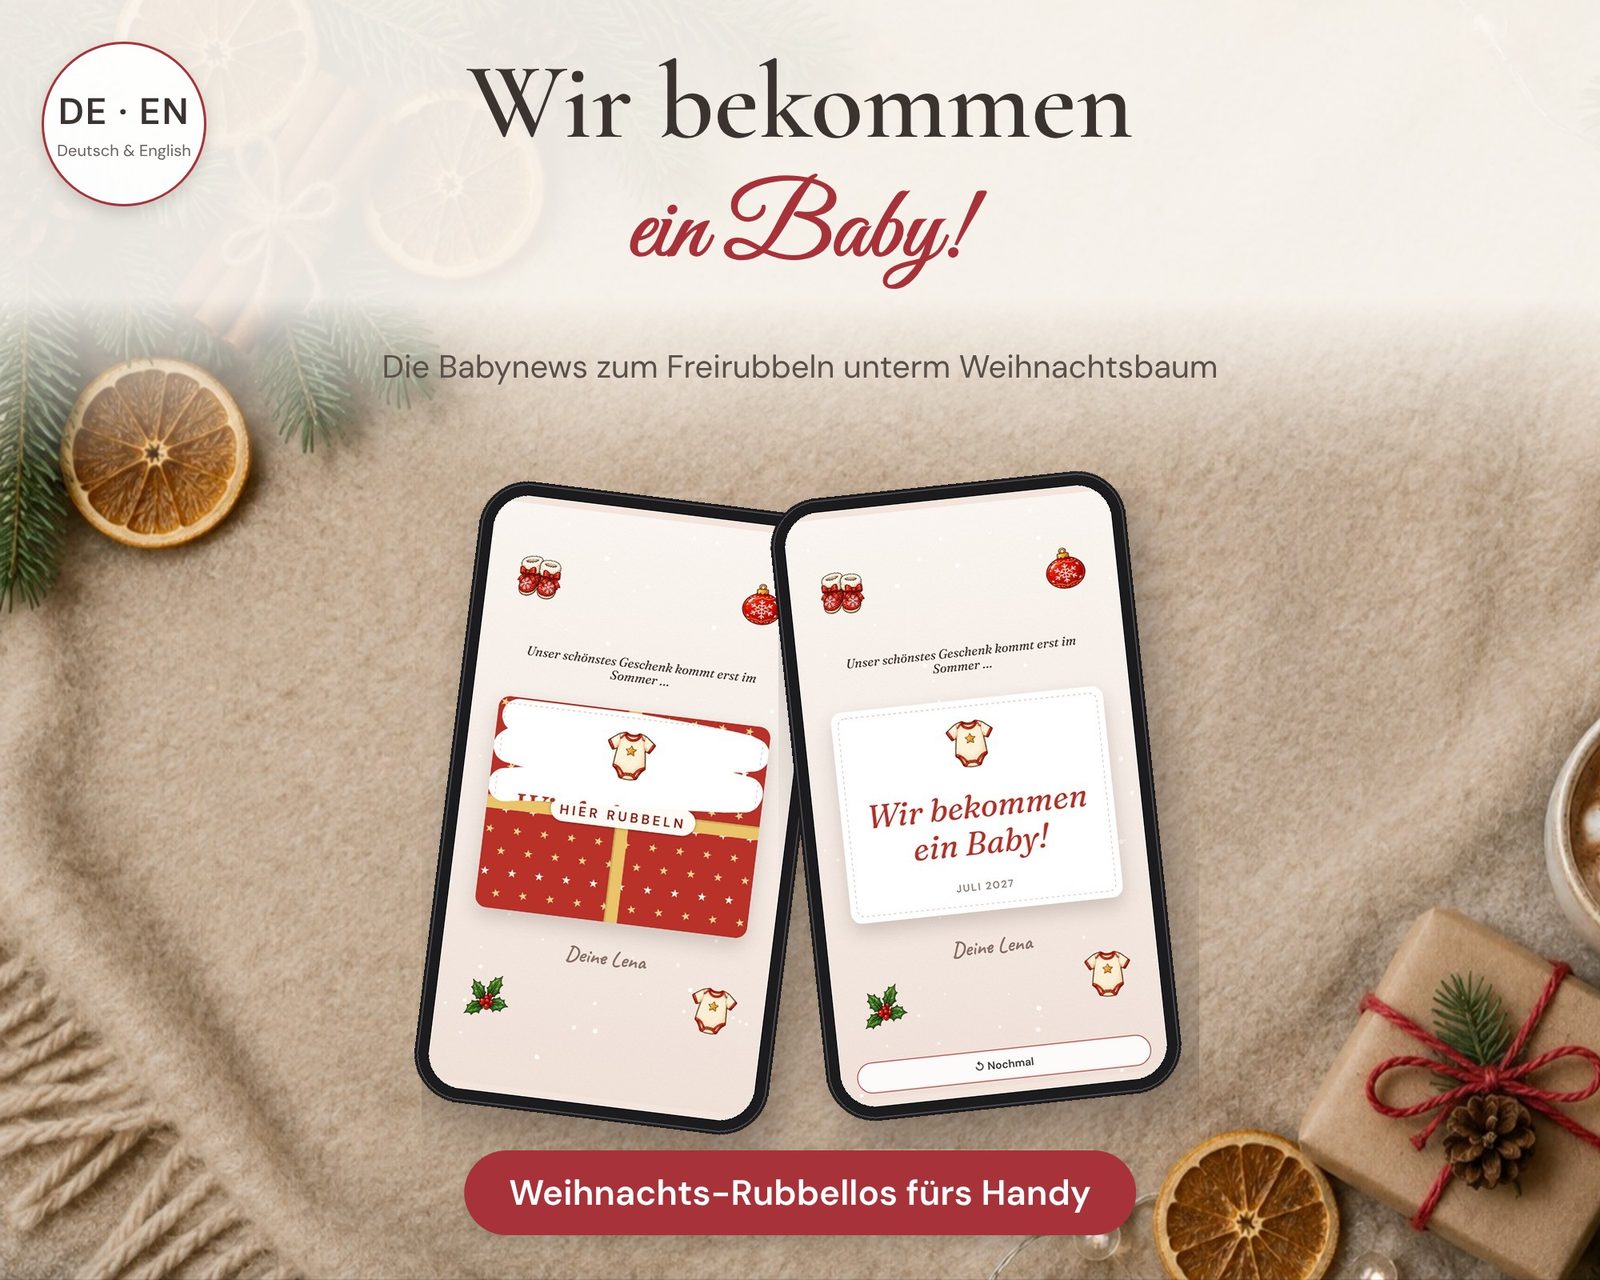 DE · EN
Deutsch & English
Wir bekommen
ein Baby!
Die Babynews zum Freirubbeln unterm Weihnachtsbaum
Unser schönstes Geschenk kommt erst im
Sommer ...
HIER RUBBELN
Deine Lena
Unser schönstes Geschenk kommt erst im
Sommer ...
Wir bekommen
ein Baby!
JULI 2027
Deine Lena
Nochmal
Weihnachts-Rubbellos fürs Handy